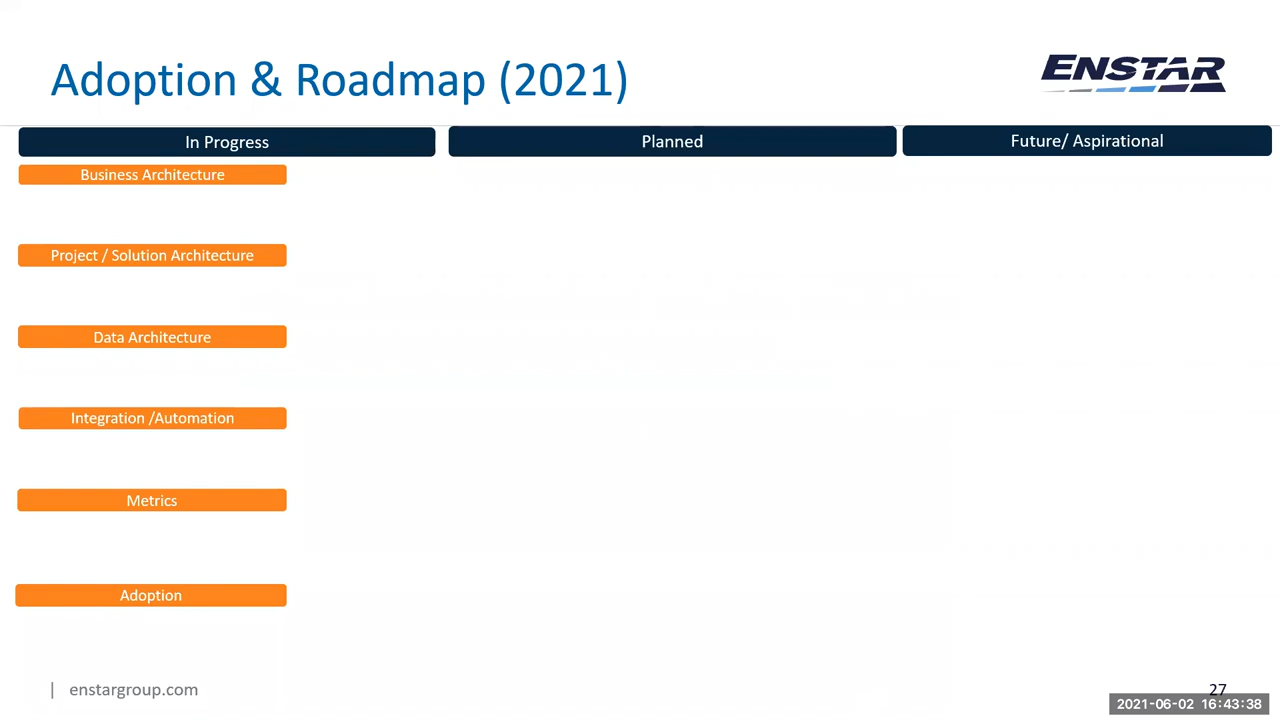 Adoption & Roadmap (2021)
ENSTAR
In Progress
Planned
Future/ Aspirational
Business Architecture
Project / Solution Architecture
Data Architecture
Integration /Automation
Metrics
Adoption
| enstargroup.com
27
2021-06-02 16:43:38